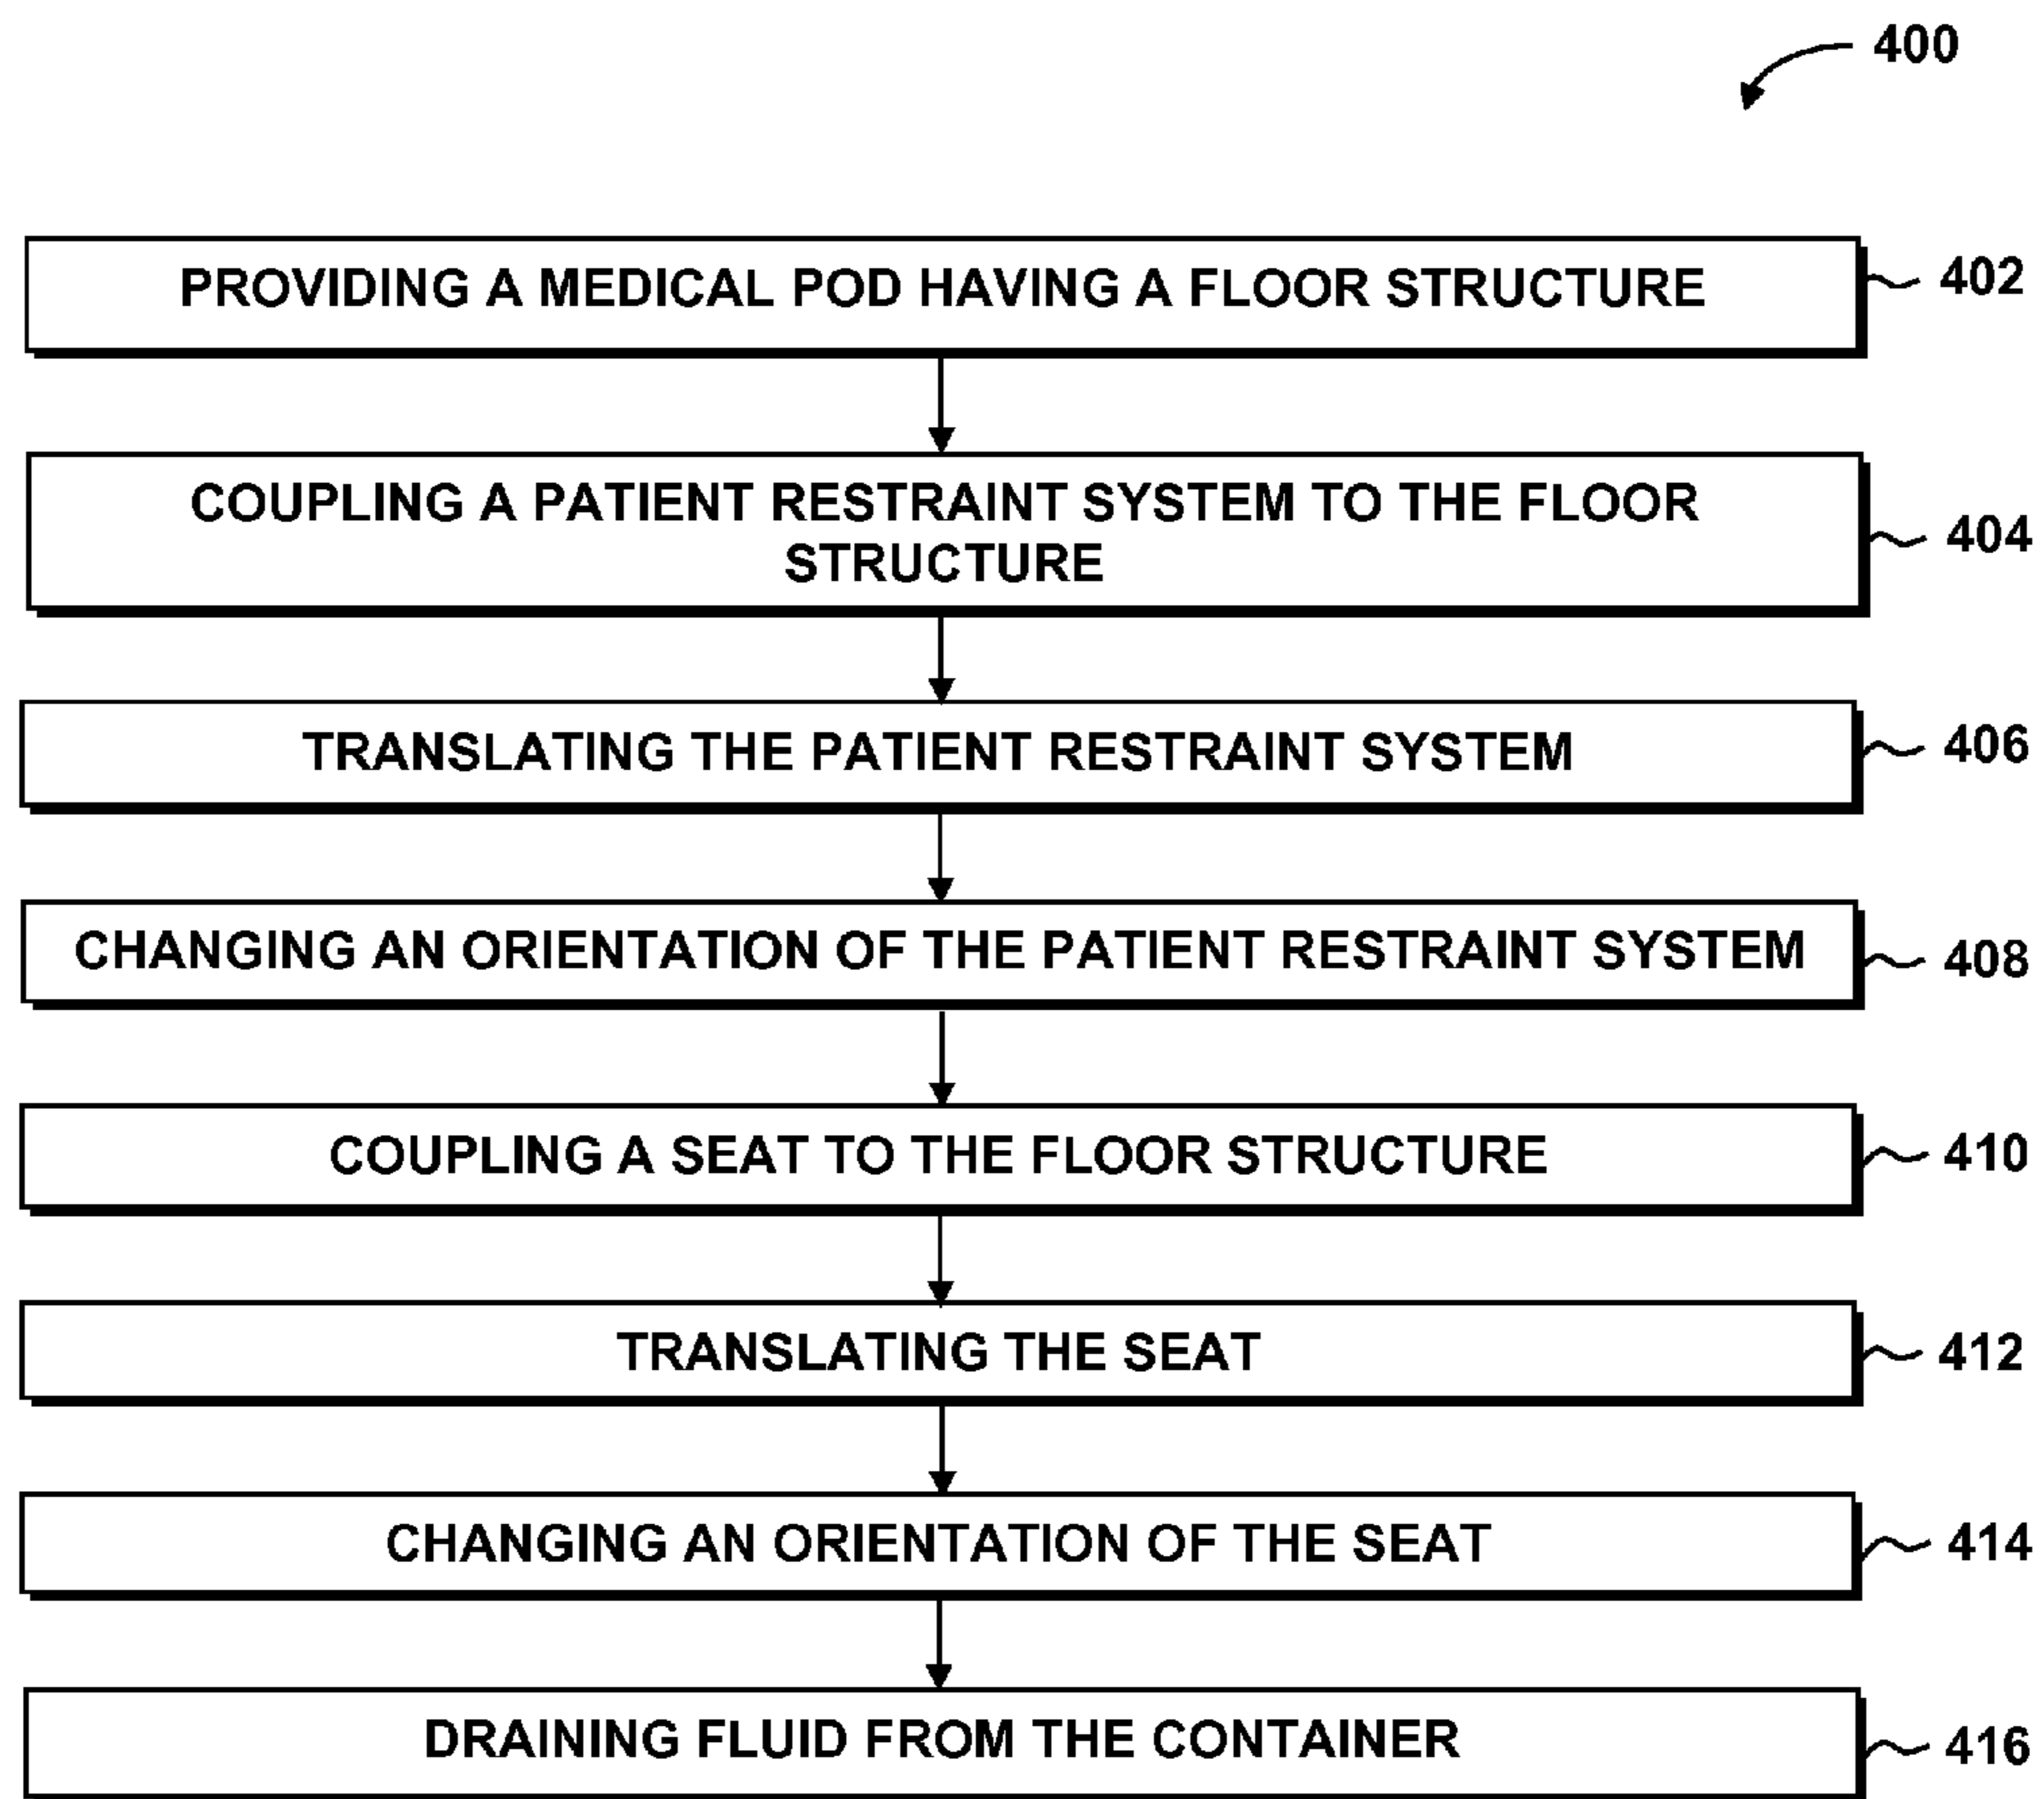 400
PROVIDING A MEDICAL POD HAVING A FLOOR STRUCTURE
402
COUPLING A PATIENT RESTRAINT SYSTEM TO THE FLOOR
STRUCTURE
404
TRANSLATING THE PATIENT RESTRAINT SYSTEM
406
CHANGING AN ORIENTATION OF THE PATIENT RESTRAINT SYSTEM
408
COUPLING A SEAT TO THE FLOOR STRUCTURE
410
TRANSLATING THE SEAT
412
CHANGING AN ORIENTATION OF THE SEAT
414
DRAINING FLUID FROM THE CONTAINER
416